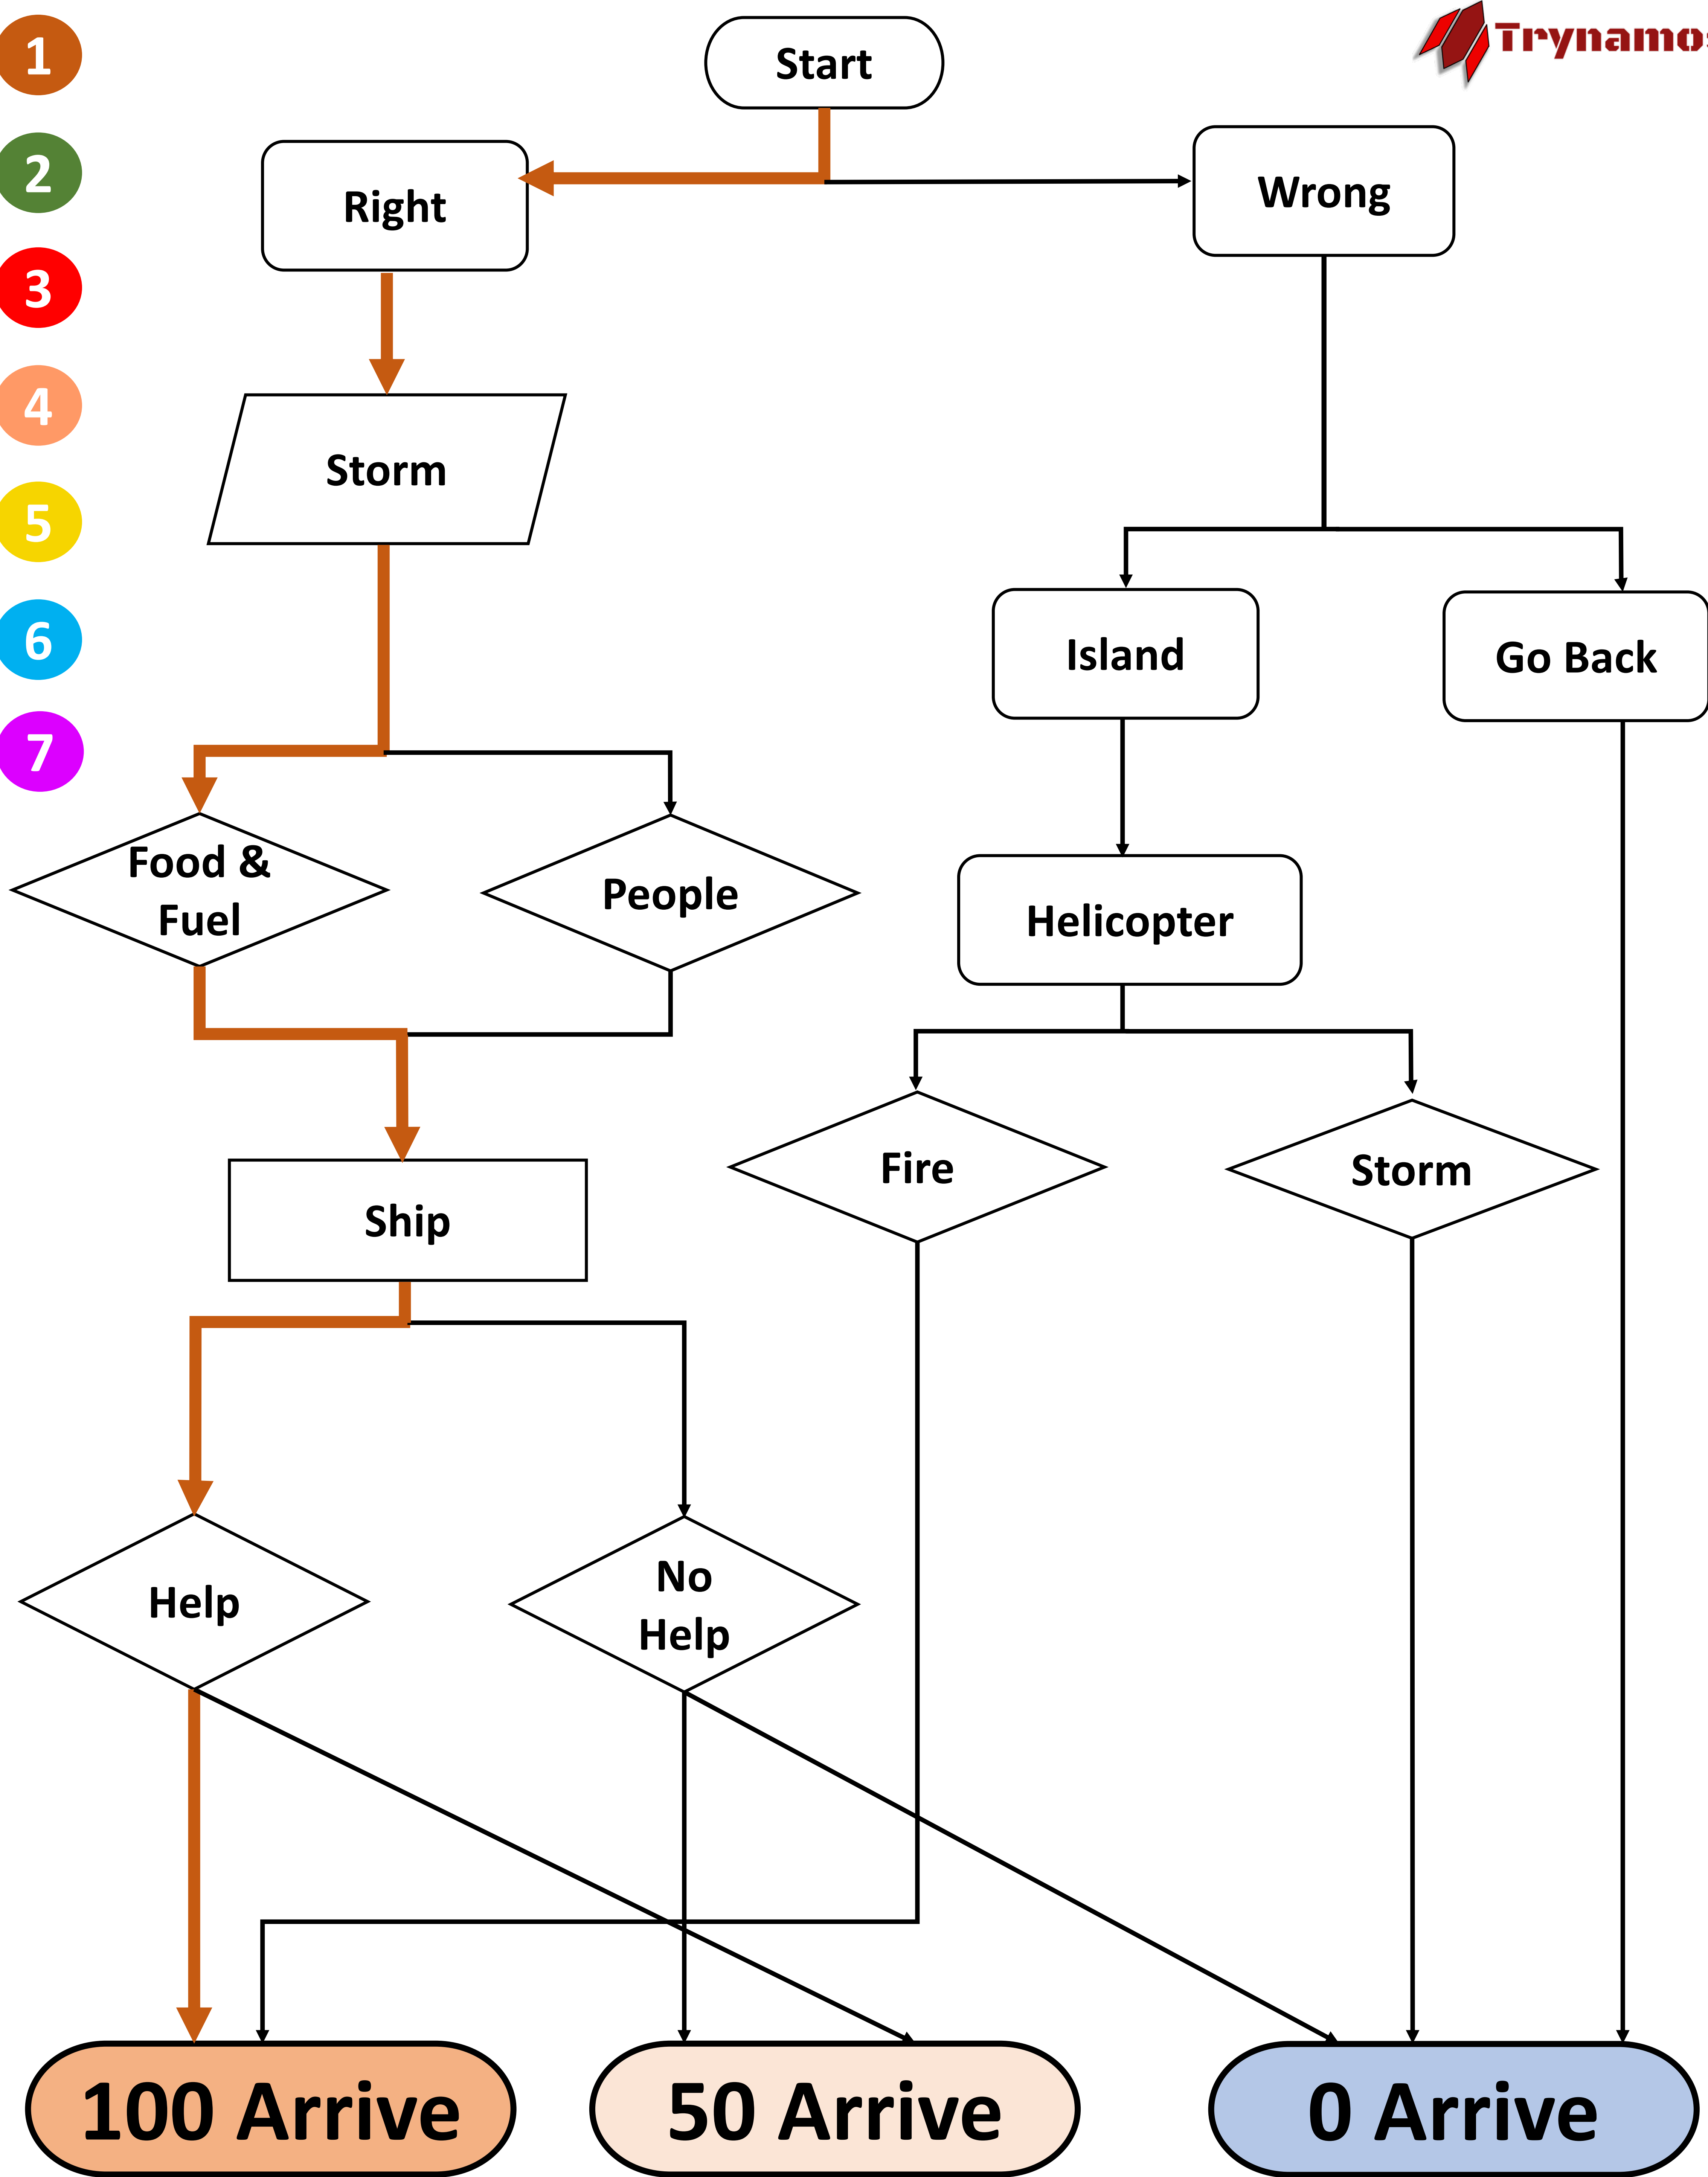 1
Start
Trynamo
2
Right
Wrong
3
4
Storm
5
6
Island
Go Back
7
Food &
Fuel
People
Helicopter
Fire
Storm
Ship
Help
No
Help
100 Arrive
50 Arrive
0 Arrive